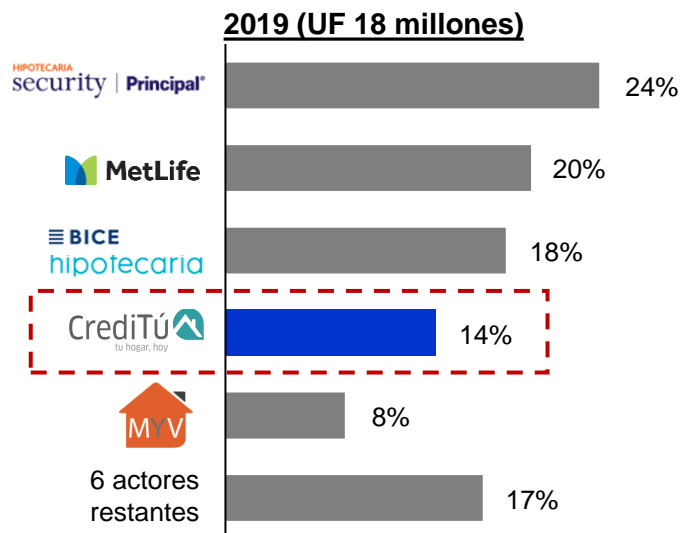 2019 (UF 18 millones)
HIPOTECARIA
security | Principal®
24%
MetLife
20%
BICE
hipotecaria
18%
CrediTú
tu hogar, hoy
14%
MYV
8%
6 actores
restantes
17%